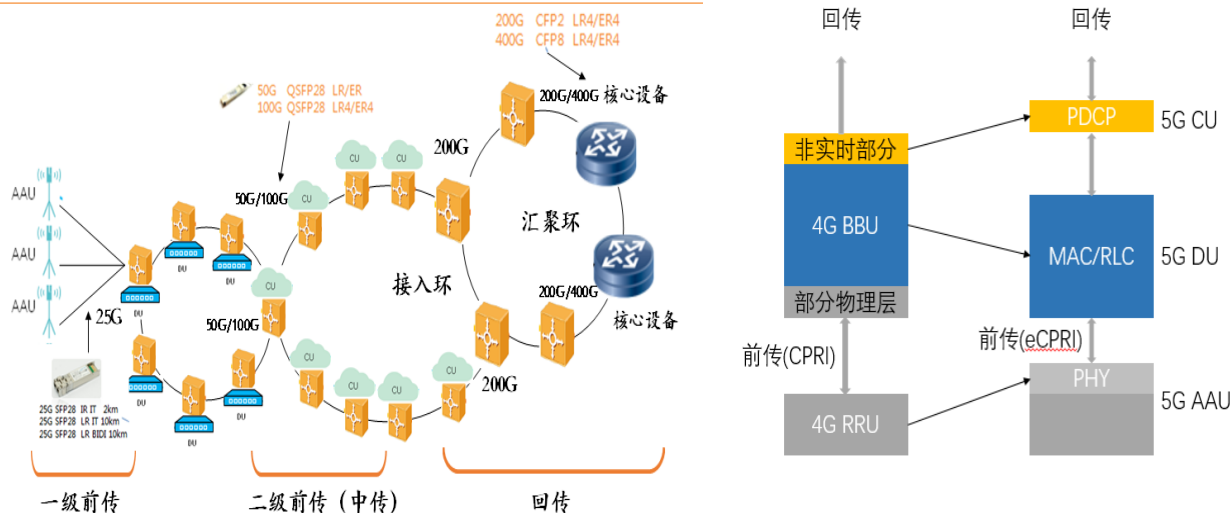 200G CFP2 LR4/ER4
400G CFP8 LR4/ER4
50G QSFP28 LR/ER
100G QSFP28 LR4/ER4
200G/400G 核心设备
200G
CU
CU
50G/100G
CU
AAU
AAU
AAU
DU
DU
DU
汇聚环
接入环
CU
25G
50G/100G
200G/400G
核心设备
200G
CU
CU
CU
CU
DU
DU
DU
25G SFP28 IR IT 2km
25G SFP28 LR IT 10km
25G SFP28 LR BIDI 10km
一级前传
二级前传（中传）
回传
回传
非实时部分
4G BBU
部分物理层
前传(CPRI)
4G RRU
回传
PDCP
5G CU
MAC/RLC
5G DU
前传(eCPRI)
PHY
5G AAU